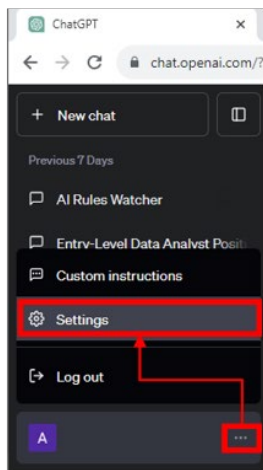 ChatGPT
chat.openai.com/?
New chat
Previous 7 Days
AI Rules Watcher
Entry-Level Data Analyst Posit
Custom instructions
Settings
Log out
A